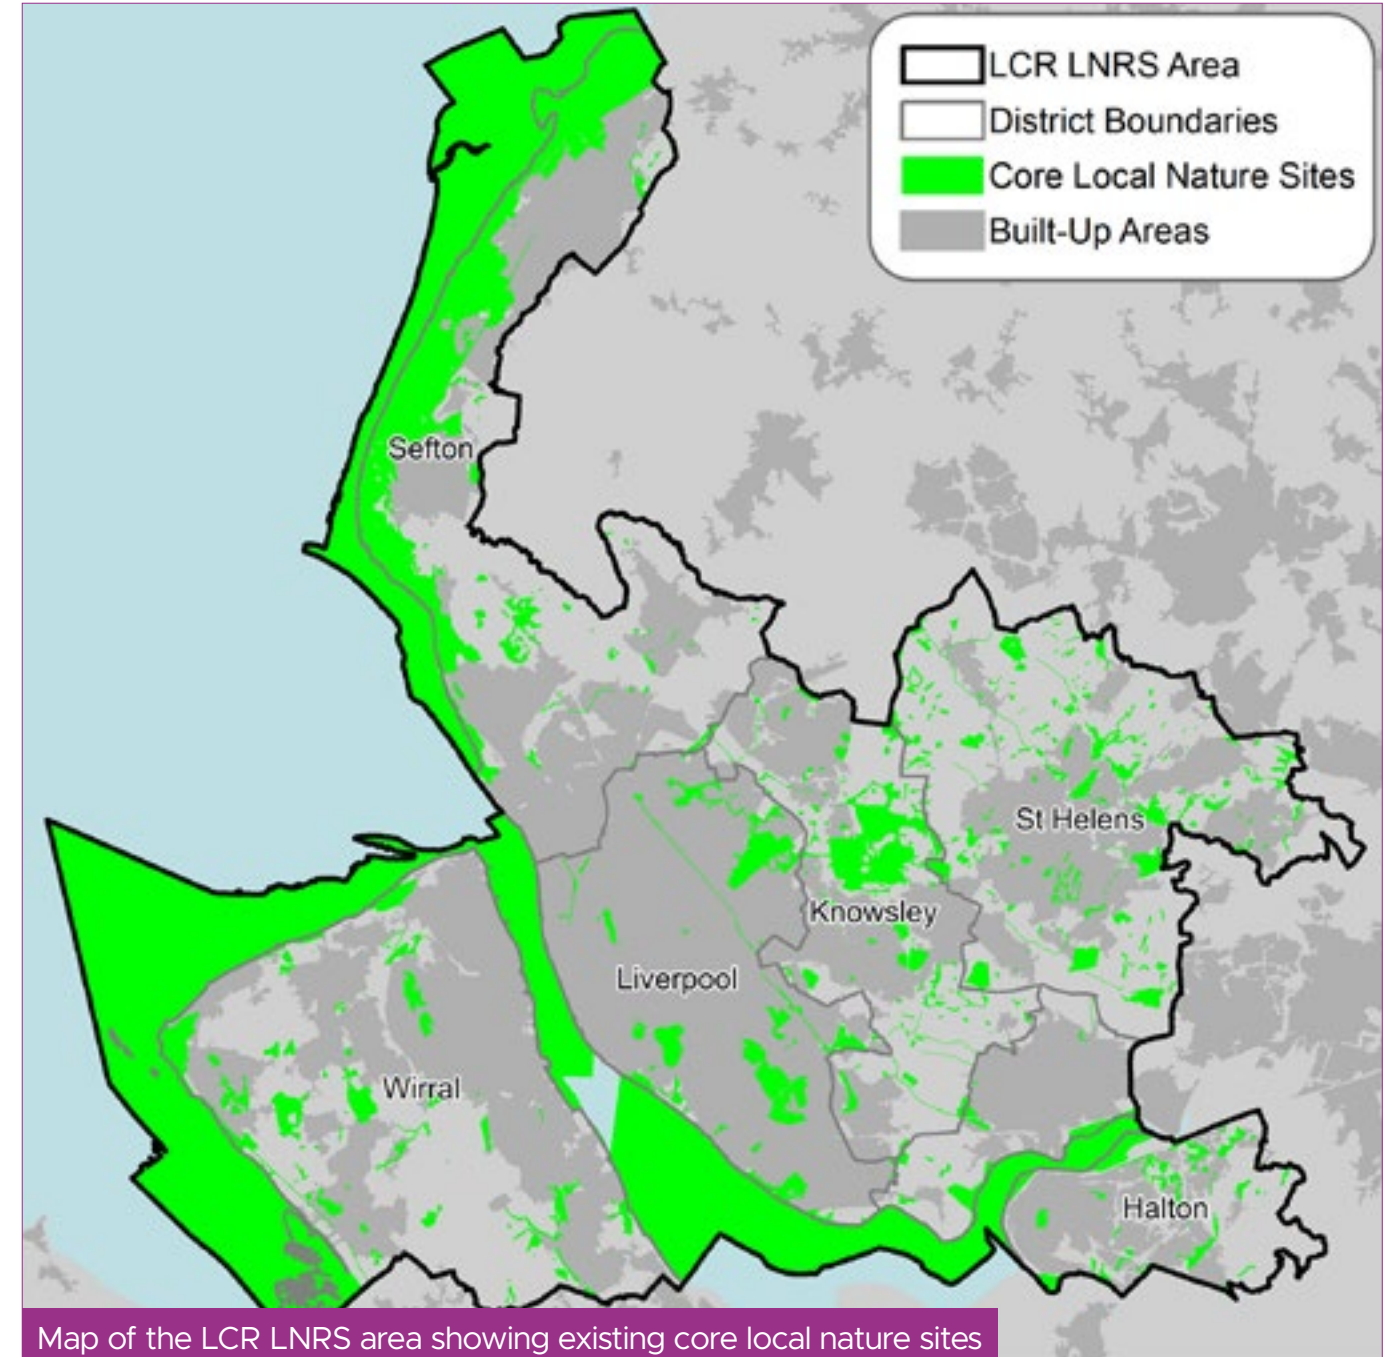 LCR LNRS Area
District Boundaries
Core Local Nature Sites
Built-Up Areas
Sefton
St Helens
Knowsley
Liverpool
Wirral
Halton
Map of the LCR LNRS area showing existing core local nature sites